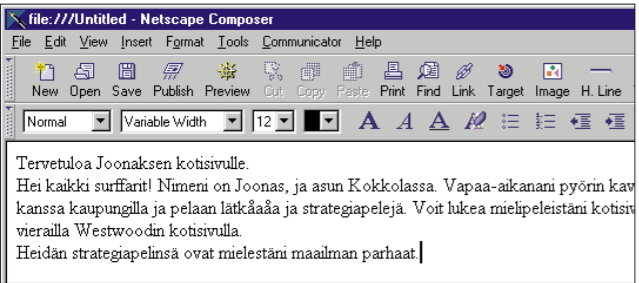 file:///Untitled - Netscape Composer
File Edit View Insert Format Tools Communicator Help
New Open Save Publish Preview Cut Copy Paste Print Find Link Target Image H. Line
Normal Variable Width 12 A A A
Tervetuloa Joonaksen kotisivulle.
Hei kaikki surffarit! Nimeni on Joonas, ja asun Kokkolassa. Vapaa-aikanani pyörin kav
kanssa kaupungilla ja pelaan lätkåaåa ja strategiapelejä. Voit lukea mielipeleistäni kotisiv
vierailla Westwoodin kotisivulla.
Heidän strategiapelinsä ovat mielestäni maailman parhaat.